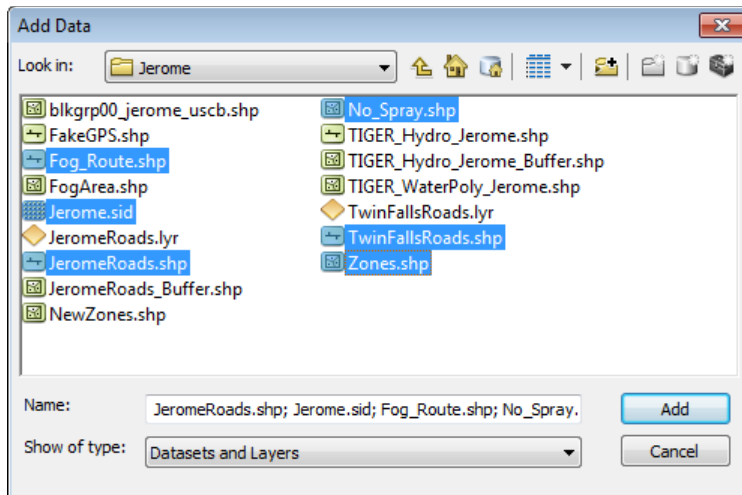 Add Data
Look in: Jerome
blkgrp00_jerome_uscb.shp
FakeGPS.shp
Fog_Route.shp
FogArea.shp
Jerome.sid
JeromeRoads.lyr
JeromeRoads.shp
JeromeRoads_Buffer.shp
NewZones.shp
No_Spray.shp
TIGER_Hydro_Jerome.shp
TIGER_Hydro_Jerome_Buffer.shp
TIGER_WaterPoly_Jerome.shp
TwinFallsRoads.lyr
TwinFallsRoads.shp
Zones.shp
Name: JeromeRoads.shp; Jerome.sid; Fog_Route.shp; No_Spray. Add
Show of type: Datasets and Layers Cancel